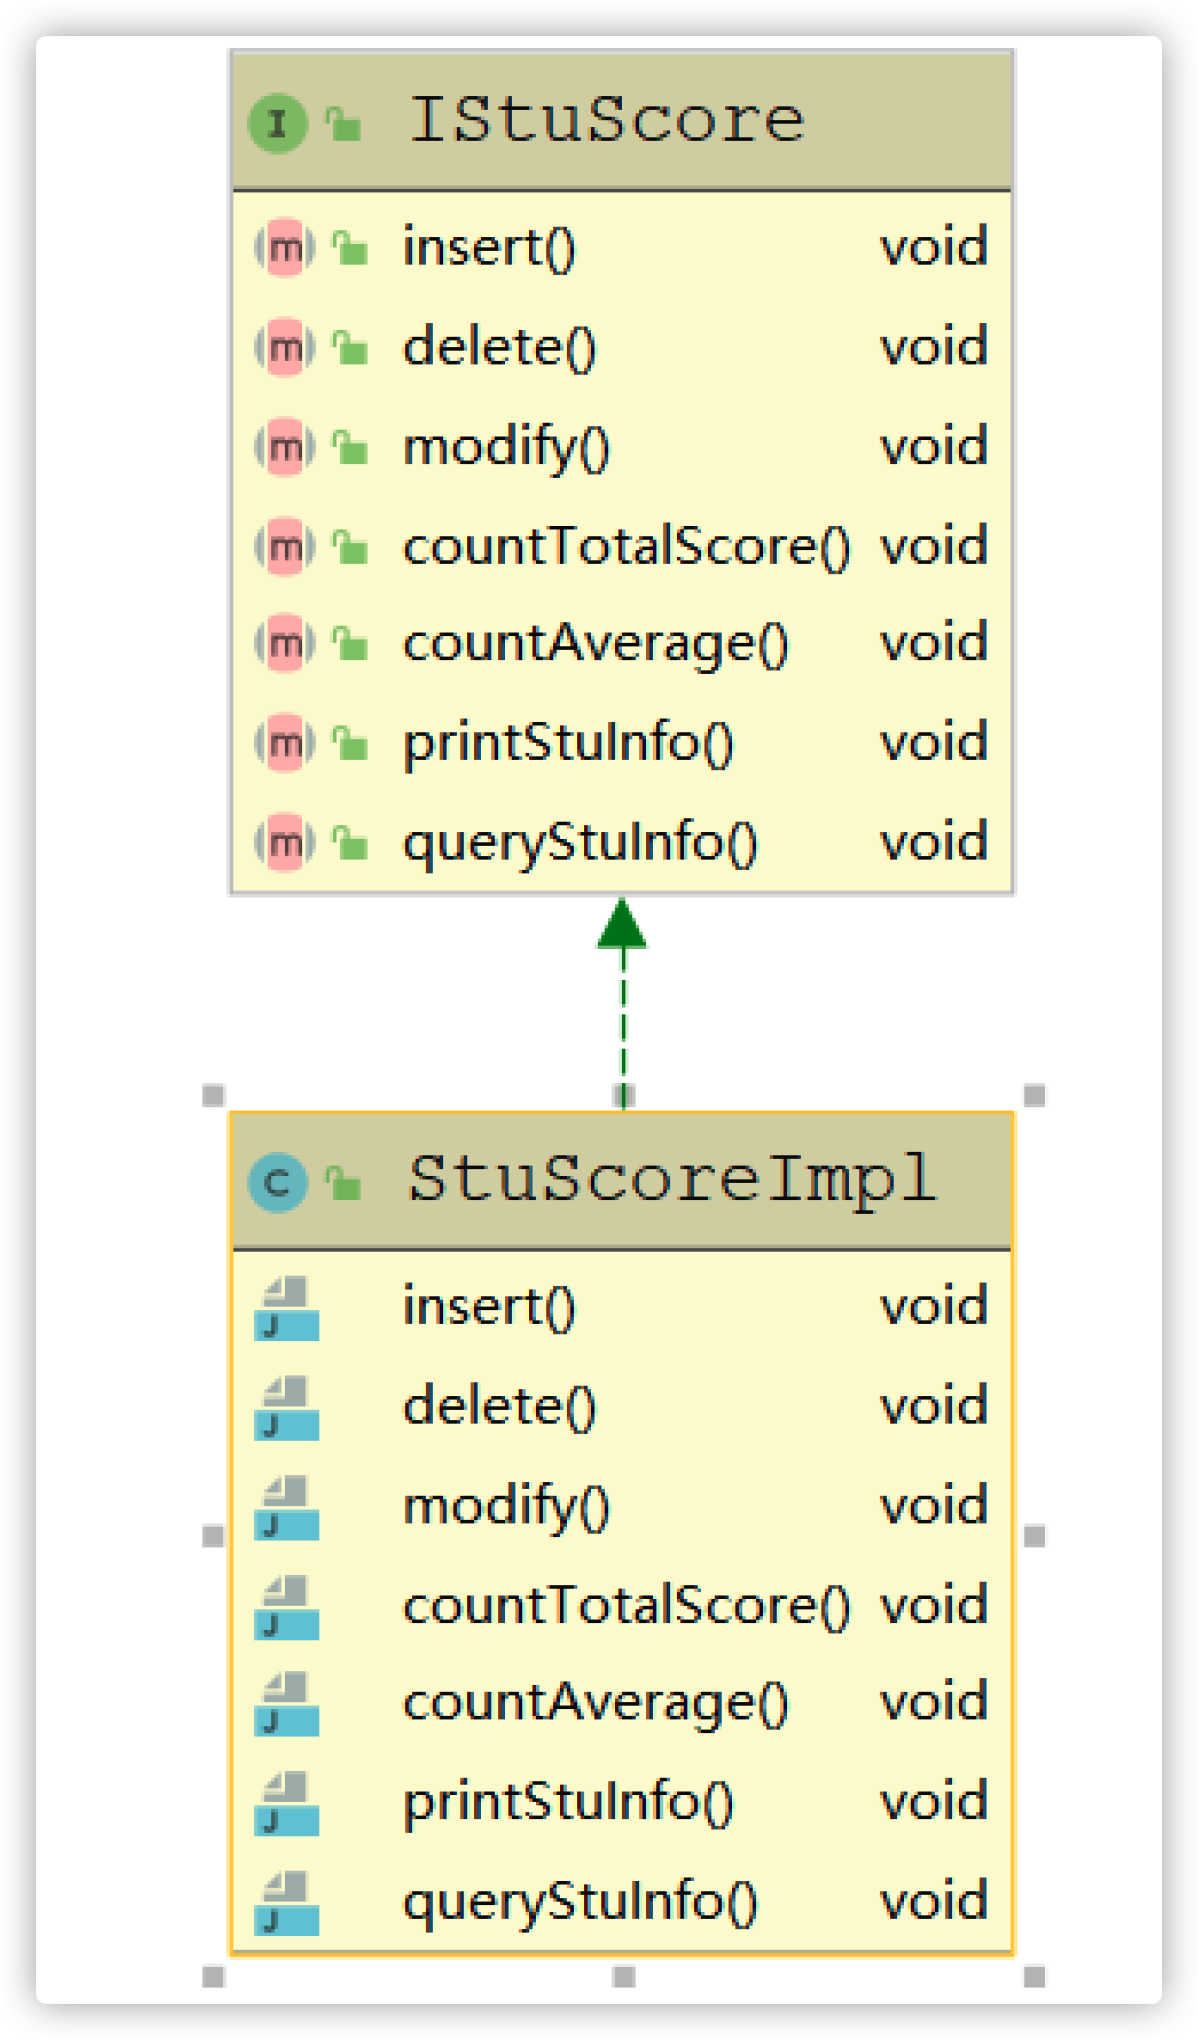 I IStuScore
m insert() void
m delete() void
m modify() void
m countTotalScore() void
m countAverage() void
m printStuInfo() void
m queryStuInfo() void
C StuScoreImpl
J insert() void
J delete() void
J modify() void
J countTotalScore() void
J countAverage() void
J printStuInfo() void
J queryStuInfo() void